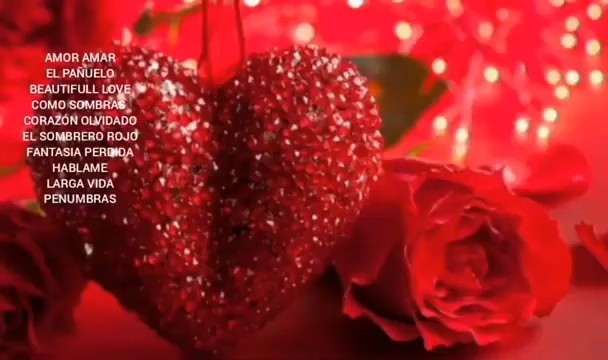 AMOR AMAR
EL PAÑUELO
BEAUTIFULL LOVE
COMO SOMBRAS
CORAZÓN OLVIDADO
EL SOMBRERO ROJO
FANTASIA PERDIDA
HABLAME
LARGA VIDA
PENUMBRAS